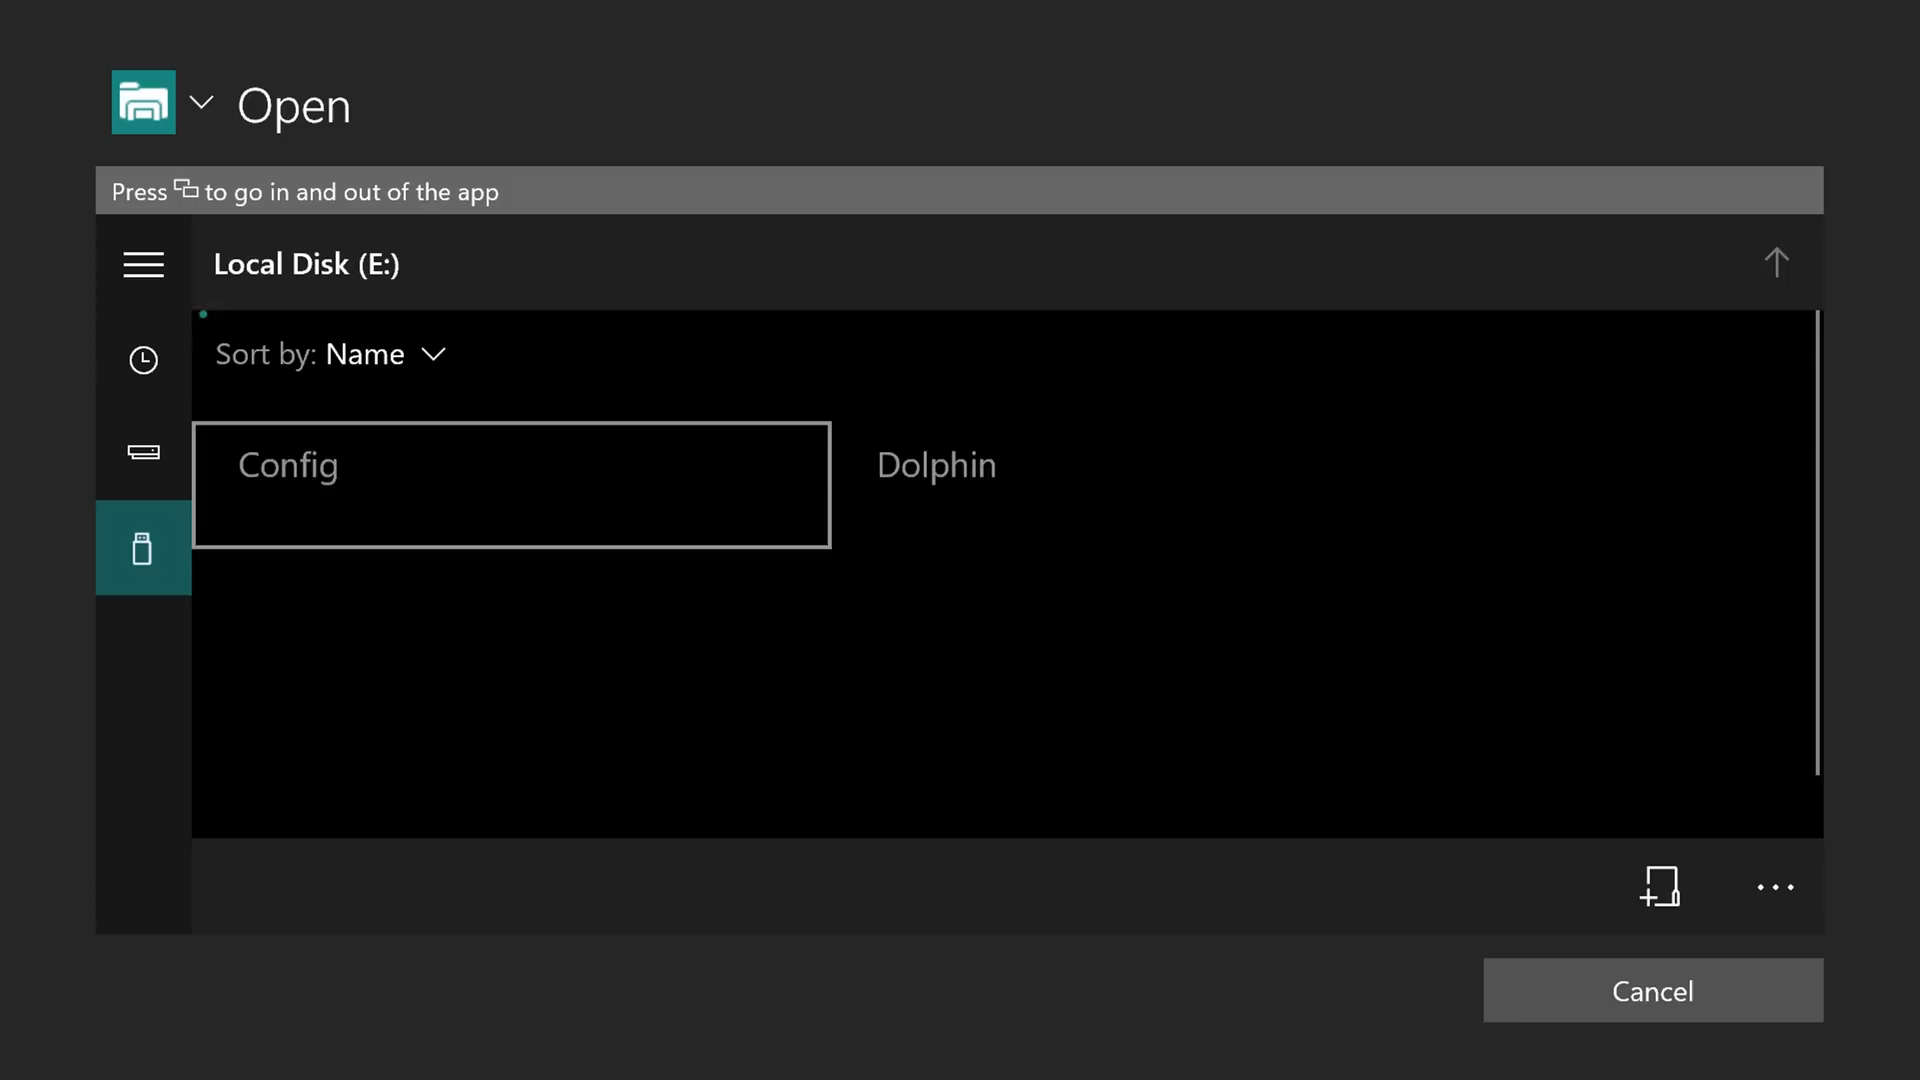 Open
Press to go in and out of the app
Local Disk (E:)
Sort by: Name
Config
Dolphin
Cancel